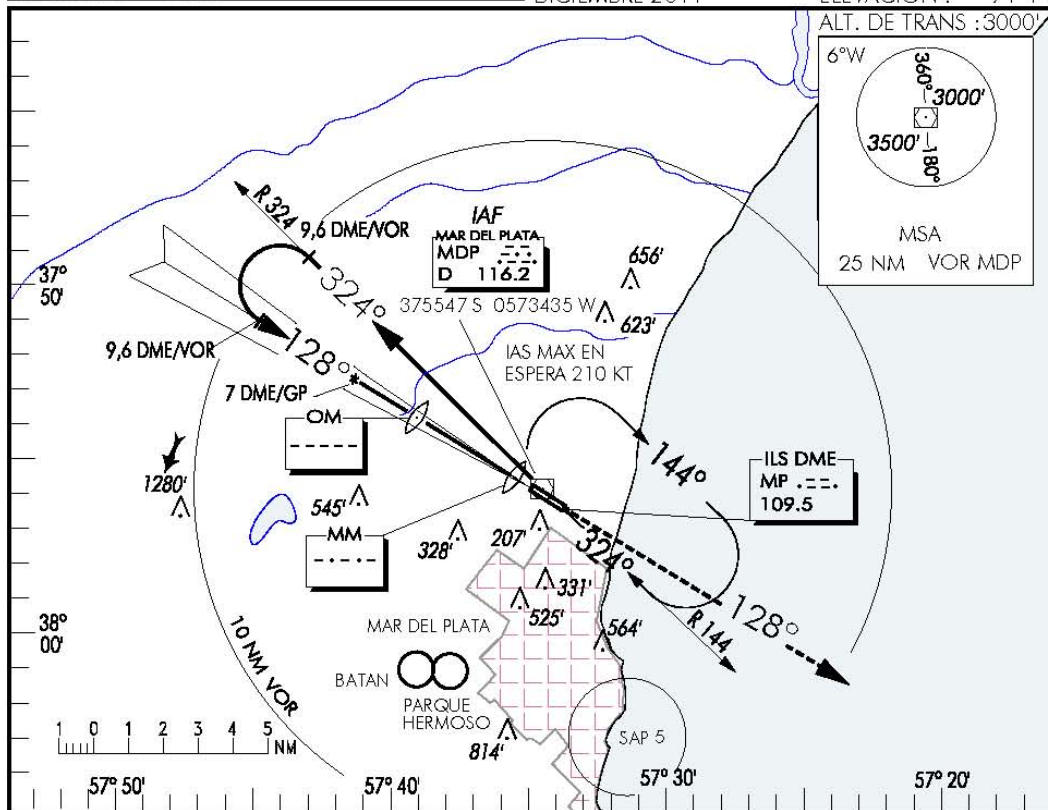 ALT. DE TRANS :3000'
6°W
360°
3000'
3500'
180°
MSA
25 NM VOR MDP
R 324
9,6 DME/VOR
IAF
MAR DEL PLATA
MDP
D 116.2
375547 S 0573435 W
656'
623'
37°
50'
324°
9,6 DME/VOR
128°
7 DME/GP
IAS MAX EN
ESPERA 210 KT
OM
144°
ILS DME
MP
109.5
1280'
545'
MM
328'
207'
324°
331'
525'
128°
564'
R 144
38°
00'
MAR DEL PLATA
BATAN
PARQUE
HERMOSO
10 NM VOR
814'
SAP 5
1 0 1 2 3 4 5
NM
57° 50'
57° 40'
57° 30'
57° 20'